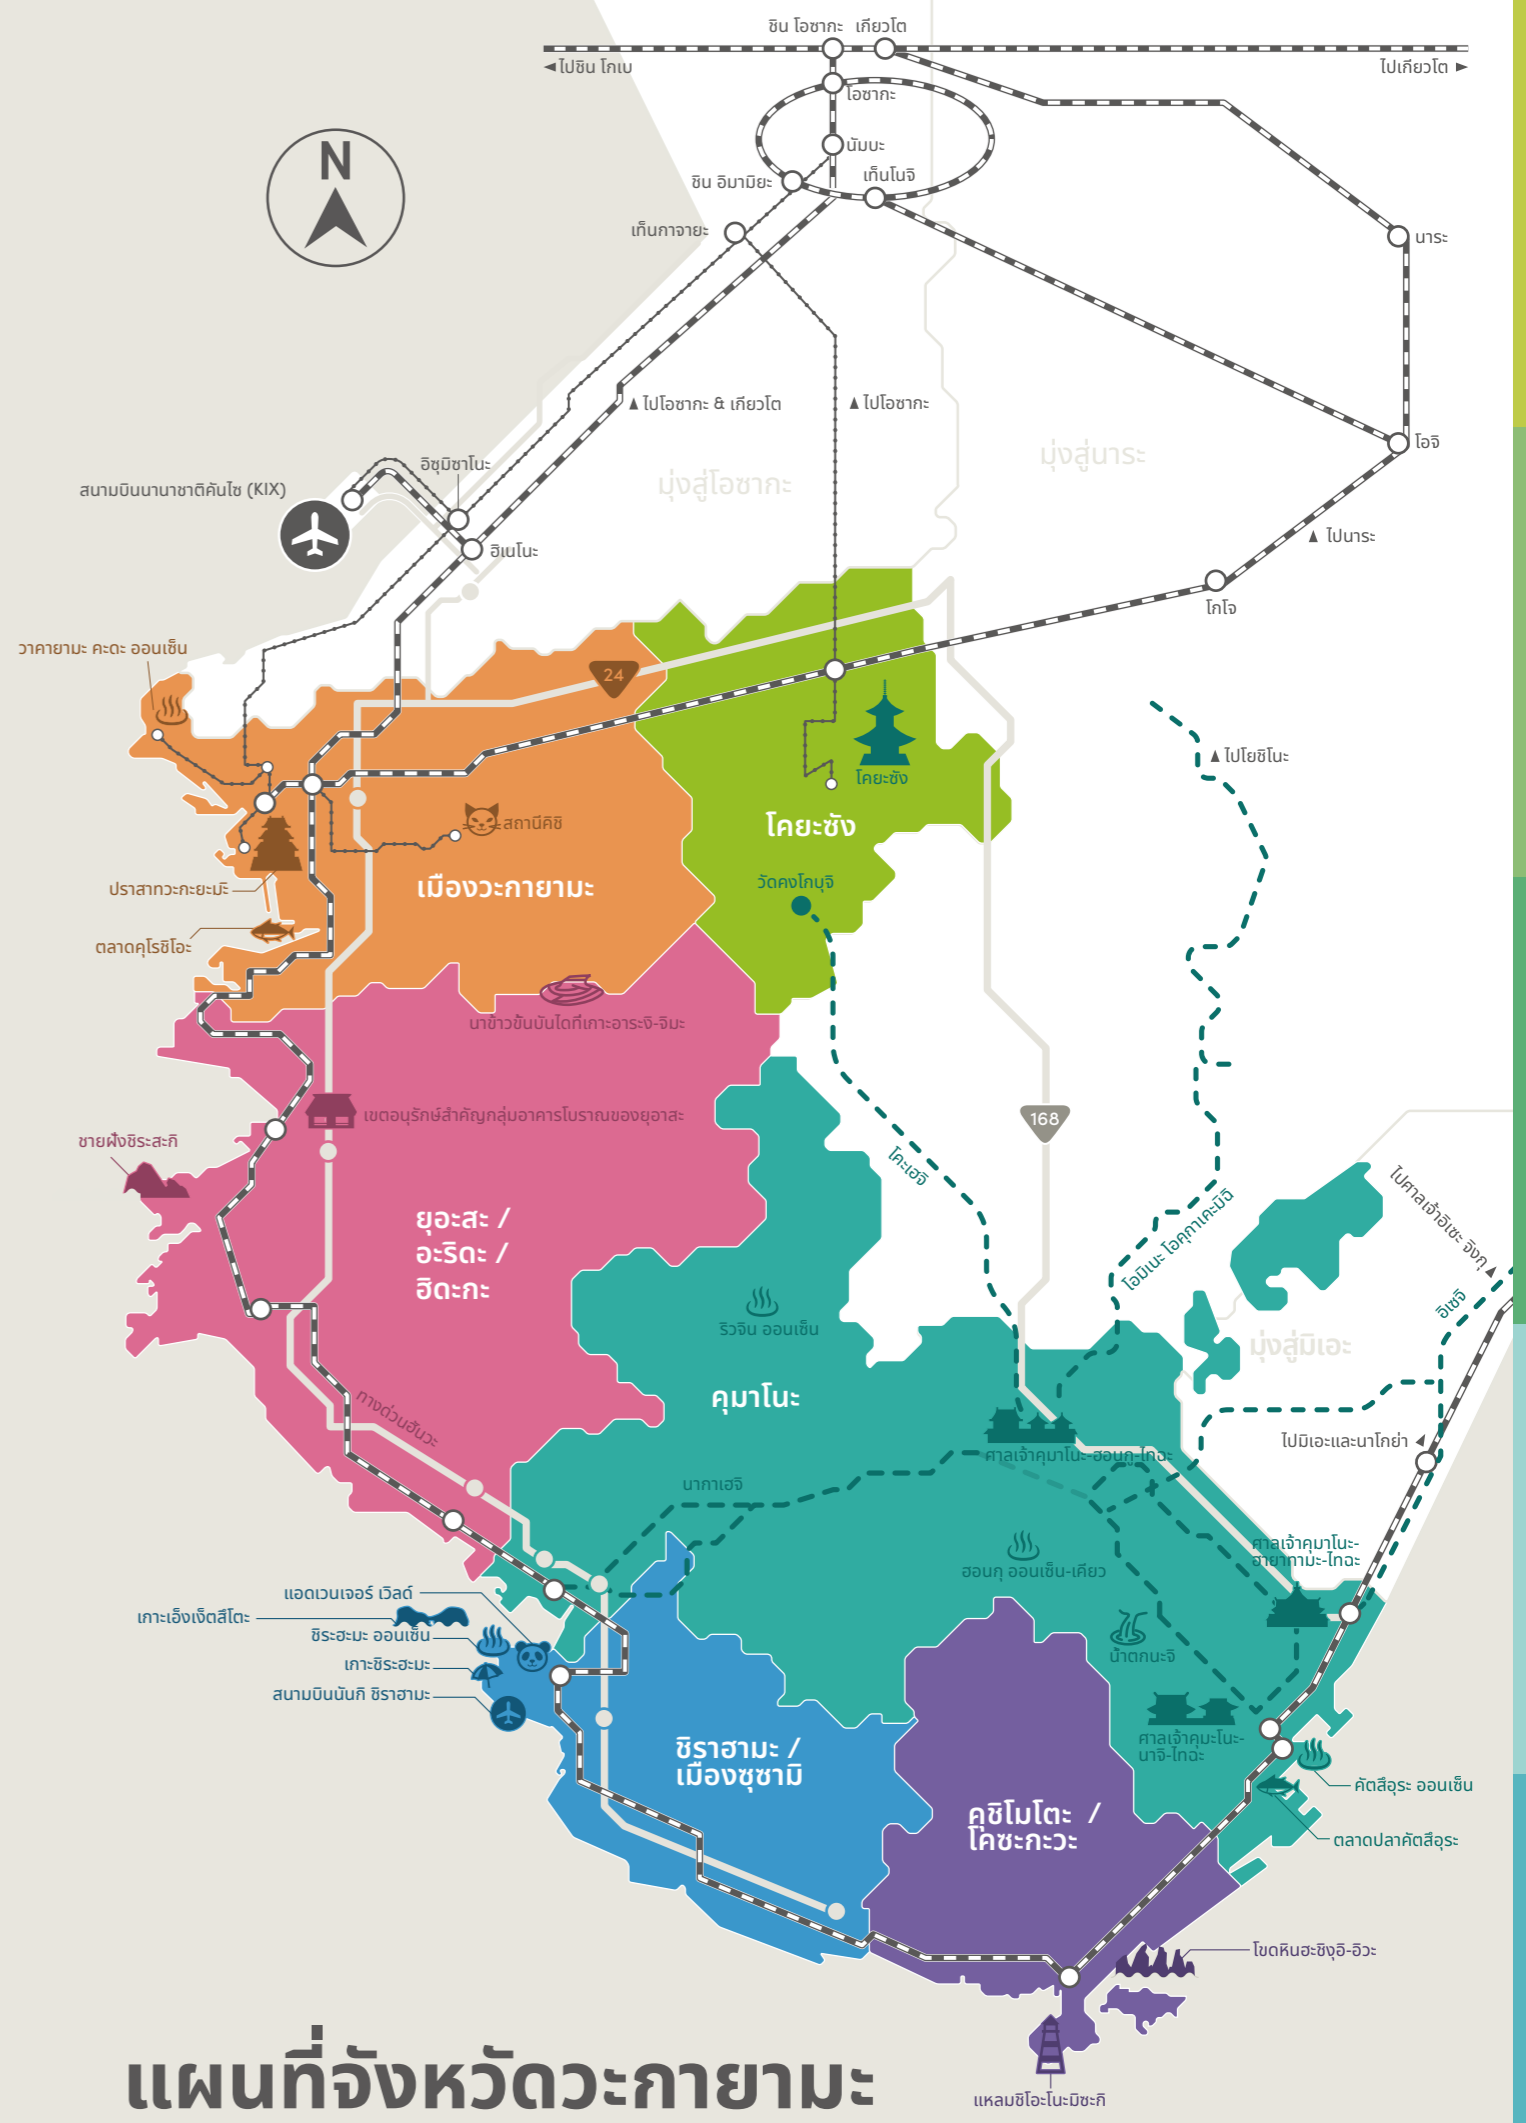 ชิน โอซากะ
เกียวโต
ไปชิน โกเบ
ไปเกียวโต
โอซากะ
N
นัมบะ
ชิน อิมามิยะ
เท็นโนจิ
เท็นกาจายะ
นาระ
ไปโอซากะ & เกียวโต
ไปโอซากะ
โอจิ
มุ่งสู่นาระ
อิซุมิซาโนะ
มุ่งสู่โอซากะ
สนามบินนานาชาติคันไซ (KIX)
ไปนาระ
ฮิเนโนะ
โกโจ
วาคายามะ คะดะ ออนเซ็น
24
ไปโยชิโนะ
โคยะซัง
โคยะซัง
สถานีคิชิ
เมืองวะกายามะ
วัดคงโกบุจิ
ปราสาทวะกะยะมะ
ตลาดคุโรชิโอะ
นาข้าวขั้นบันไดที่เกาะอาระงิ-จิมะ
เขตอนุรักษ์สำคัญกลุ่มอาคารโบราณของยุอาสะ
168
ชายฝั่งชิระสะกิ
โคะเฮจิ
ไปศาลเจ้าอิเซะ จิงกุ
ยุอะสะ /
อะริดะ /
ฮิดะกะ
โอมิเนะ โอคุกาเคะมิฉิ
อิเซจิ
ริวจิน ออนเซ็น
มุ่งสู่มิเอะ
คุมาโนะ
ทางด่วนฮันวะ
ไปมิเอะและนาโกย่า
ศาลเจ้าคุมาโนะ-ฮอนกู-ไทฉะ
นากาเฮจิ
ศาลเจ้าคุมาโนะ-
ฮายาทามะ-ไทฉะ
ฮอนกุ ออนเซ็น-เคียว
แอดเวนเจอร์ เวิลด์
เกาะเอ็งเง็ตสึโตะ
ชิระฮะมะ ออนเซ็น
น้ำตกนะจิ
เกาะชิระฮะมะ
สนามบินนันกิ ชิราฮามะ
ศาลเจ้าคุมะโนะ-
นาจิ-ไทฉะ
ชิราฮามะ /
เมืองซุซามิ
คัตสึอุระ ออนเซ็น
คุชิโมโตะ /
โคซะกะวะ
ตลาดปลาคัตสึอุระ
โขดหินฮะชิงุอิ-อิวะ
แผนที่จังหวัดวะกายามะ
แหลมชิโอะโนะมิซะกิ